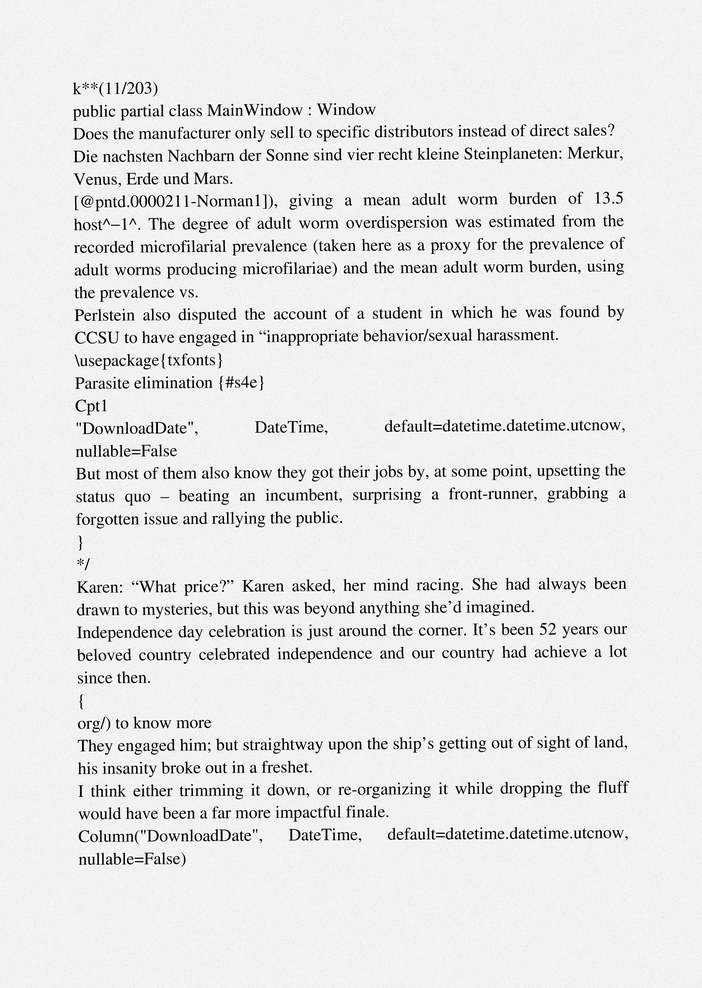 k**(11/203)
public partial class MainWindow : Window
Does the manufacturer only sell to specific distributors instead of direct sales?
Die nachsten Nachbarn der Sonne sind vier recht kleine Steinplaneten: Merkur,
Venus, Erde und Mars.
[@pntd.0000211-Norman1]), giving a mean adult worm burden of 13.5
host^−1^. The degree of adult worm overdispersion was estimated from the
recorded microfilarial prevalence (taken here as a proxy for the prevalence of
adult worms producing microfilariae) and the mean adult worm burden, using
the prevalence vs.
Perlstein also disputed the account of a student in which he was found by
CCSU to have engaged in “inappropriate behavior/sexual harassment.
\usepackage{txfonts}
Parasite elimination {#s4e}
Cpt1
"DownloadDate", DateTime, default=datetime.datetime.utcnow,
nullable=False
But most of them also know they got their jobs by, at some point, upsetting the
status quo – beating an incumbent, surprising a front-runner, grabbing a
forgotten issue and rallying the public.
}
*/
Karen: “What price?” Karen asked, her mind racing. She had always been
drawn to mysteries, but this was beyond anything she’d imagined.
Independence day celebration is just around the corner. It’s been 52 years our
beloved country celebrated independence and our country had achieve a lot
since then.
{
org/) to know more
They engaged him; but straightway upon the ship’s getting out of sight of land,
his insanity broke out in a freshet.
I think either trimming it down, or re-organizing it while dropping the fluff
would have been a far more impactful finale.
Column("DownloadDate", DateTime, default=datetime.datetime.utcnow,
nullable=False)